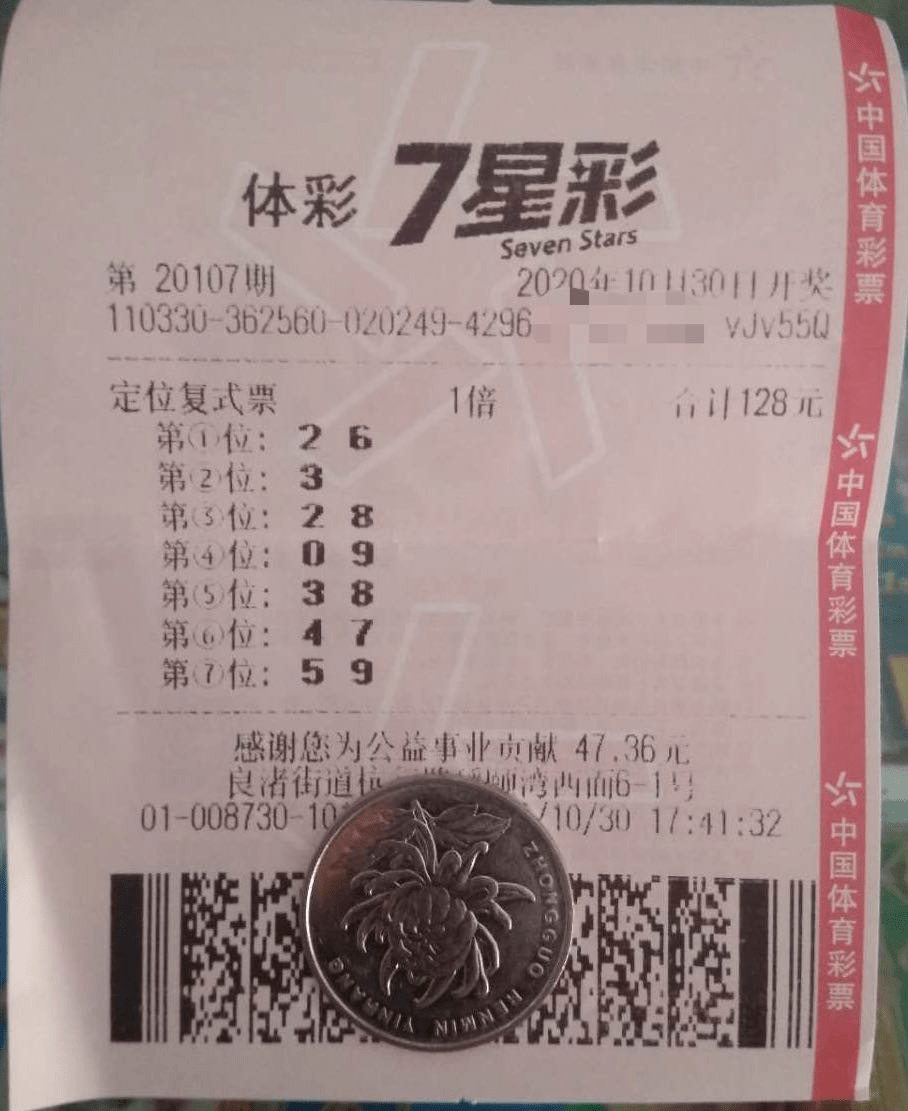 体彩 7星彩
Seven Stars
第 20107期 2020年10月30日开奖
110330-362560-020249-4296 vJv55Q
定位复式票 1倍 合计128元
第①位: 2 6
第②位: 3
第③位: 2 8
第④位: 0 9
第⑤位: 3 8
第⑥位: 4 7
第⑦位: 5 9
感谢您为公益事业贡献 47.36元
良渚街道 湾西面6-1号
01-008730-10 /10/30 17:41:32
ZHONGGUO RENMIN YINHANG
中国体育彩票
中国体育彩票
中国体育彩票